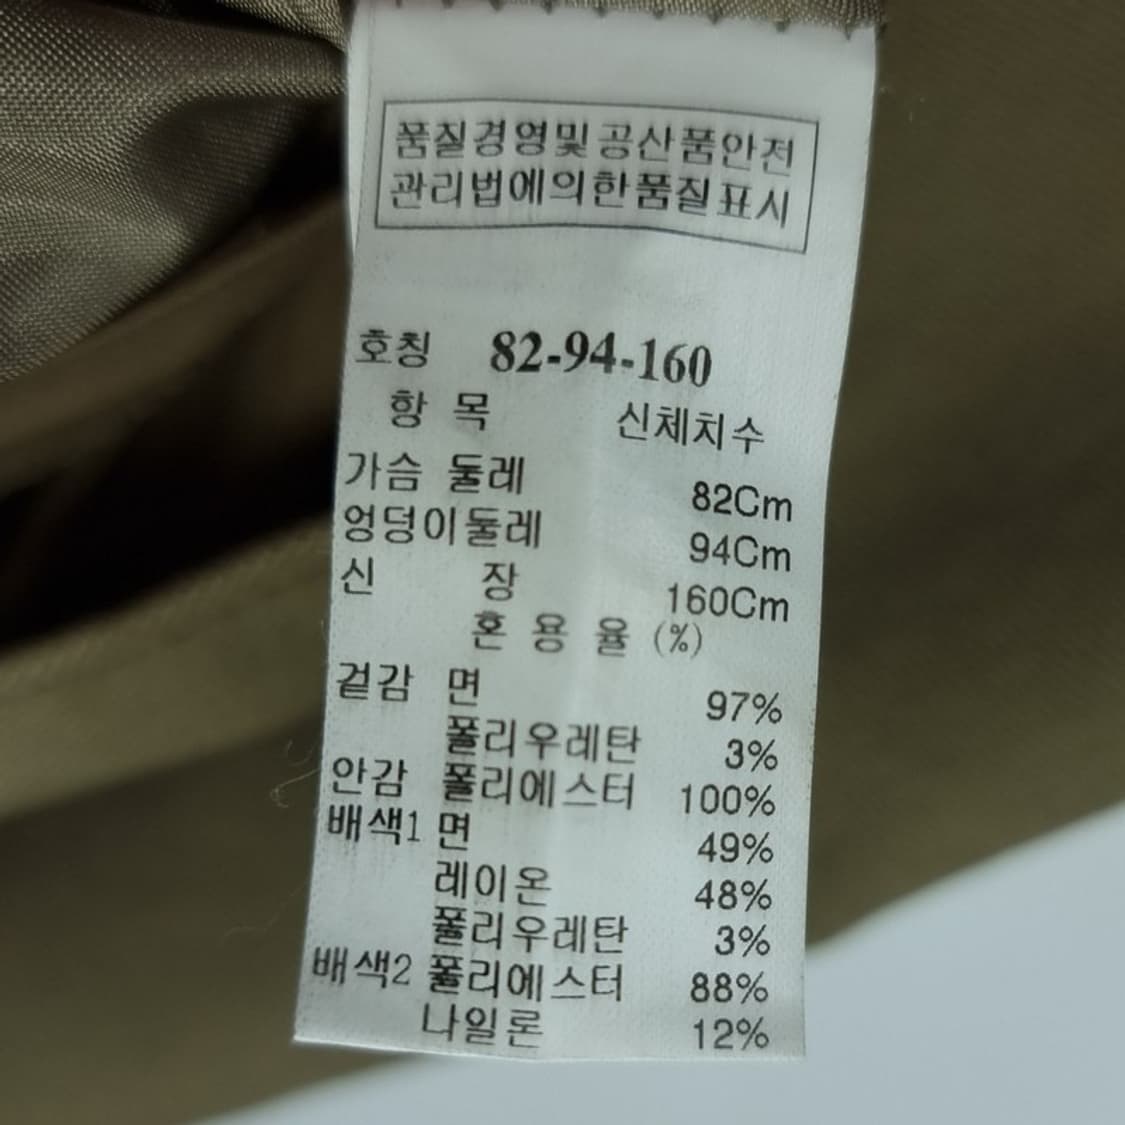 품질경영및공산품안전
관리법에의한품질표시
호칭 82-94-160
항 목 신체치수
가슴 둘레 82Cm
엉덩이둘레 94Cm
신 장 160Cm
혼 용 율 (%)
겉감 면 97%
폴리우레탄 3%
안감 폴리에스터 100%
배색1 면 49%
레이온 48%
폴리우레탄 3%
배색2 폴리에스터 88%
나일론 12%